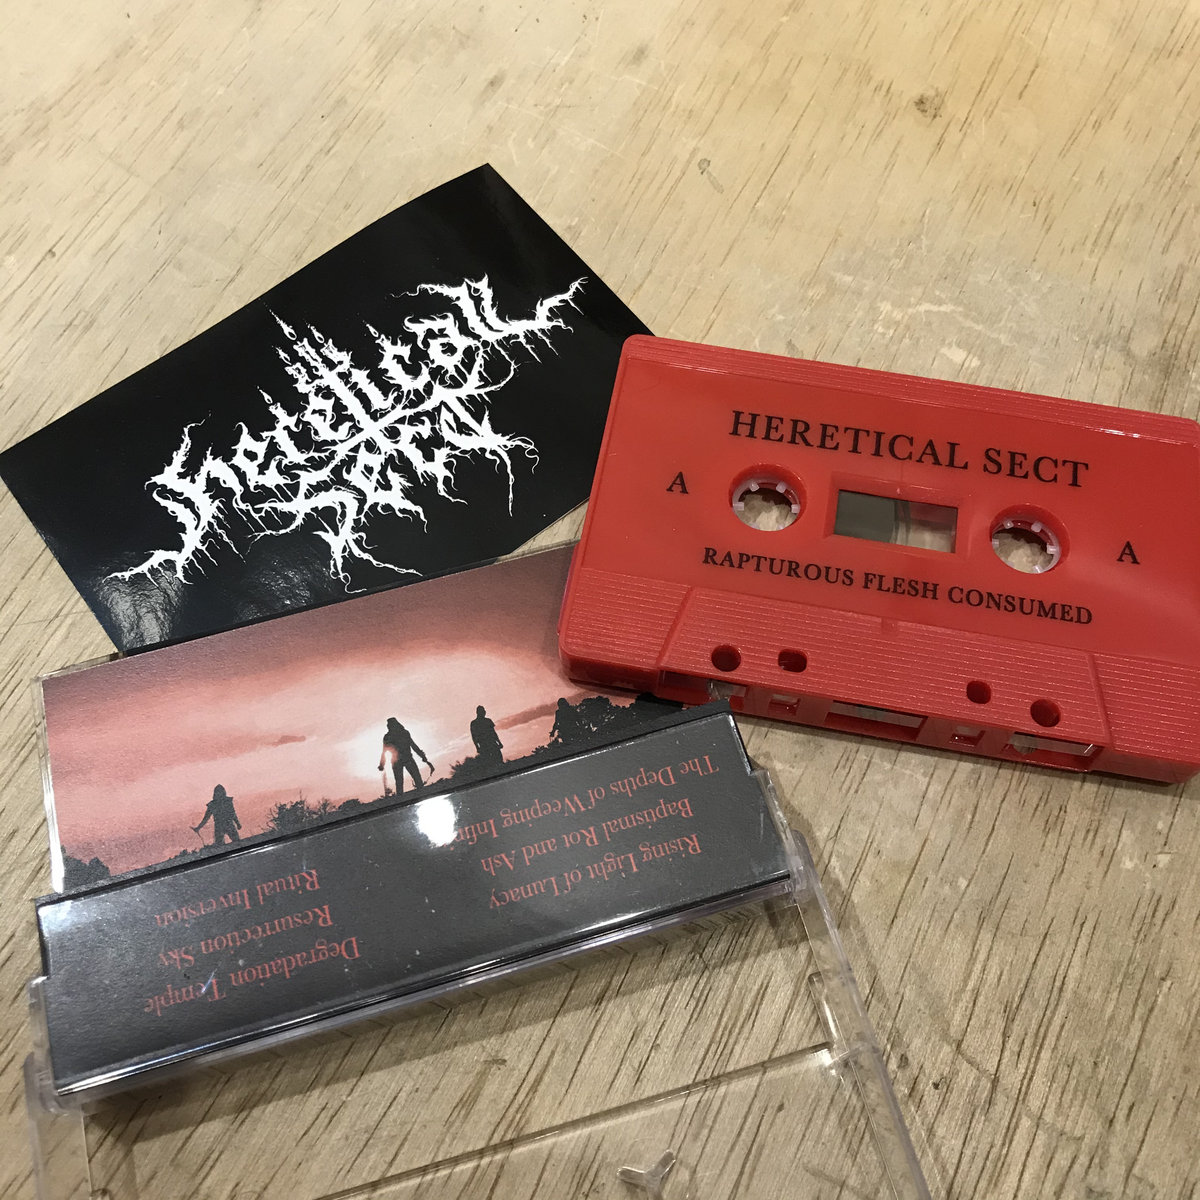 heretical
Sect
HERETICAL SECT
A
A
RAPTUROUS FLESH CONSUMED
Rising Light of Lunacy
Baptismal Rot and Ash
The Depths of Weeping
Degradation Temple
Resurrection Sky
Ritual Inversion